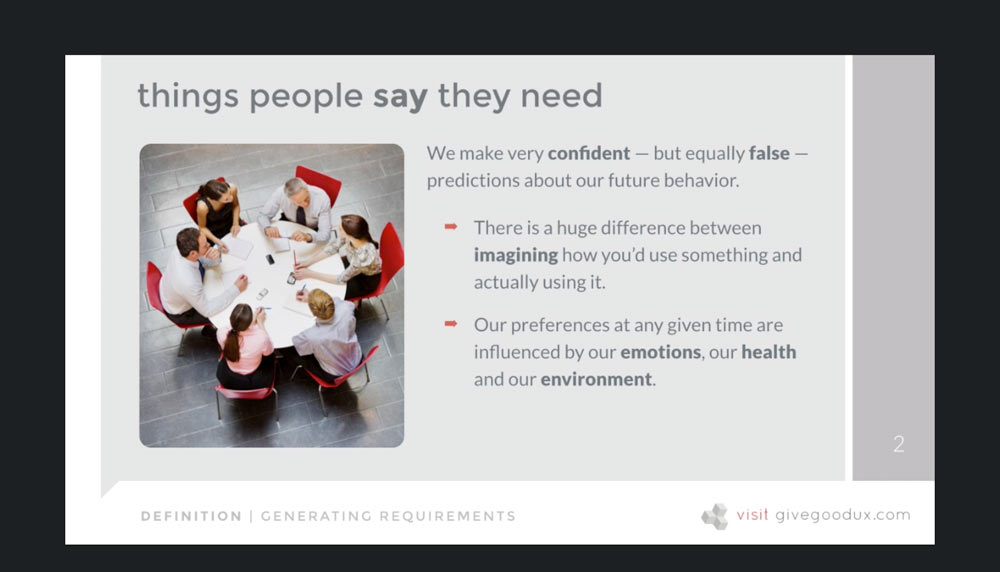 things people say they need
We make very confident — but equally false —
predictions about our future behavior.
There is a huge difference between
imagining how you’d use something and
actually using it.
Our preferences at any given time are
influenced by our emotions, our health
and our environment.
2
DEFINITION | GENERATING REQUIREMENTS
visit givegoodux.com